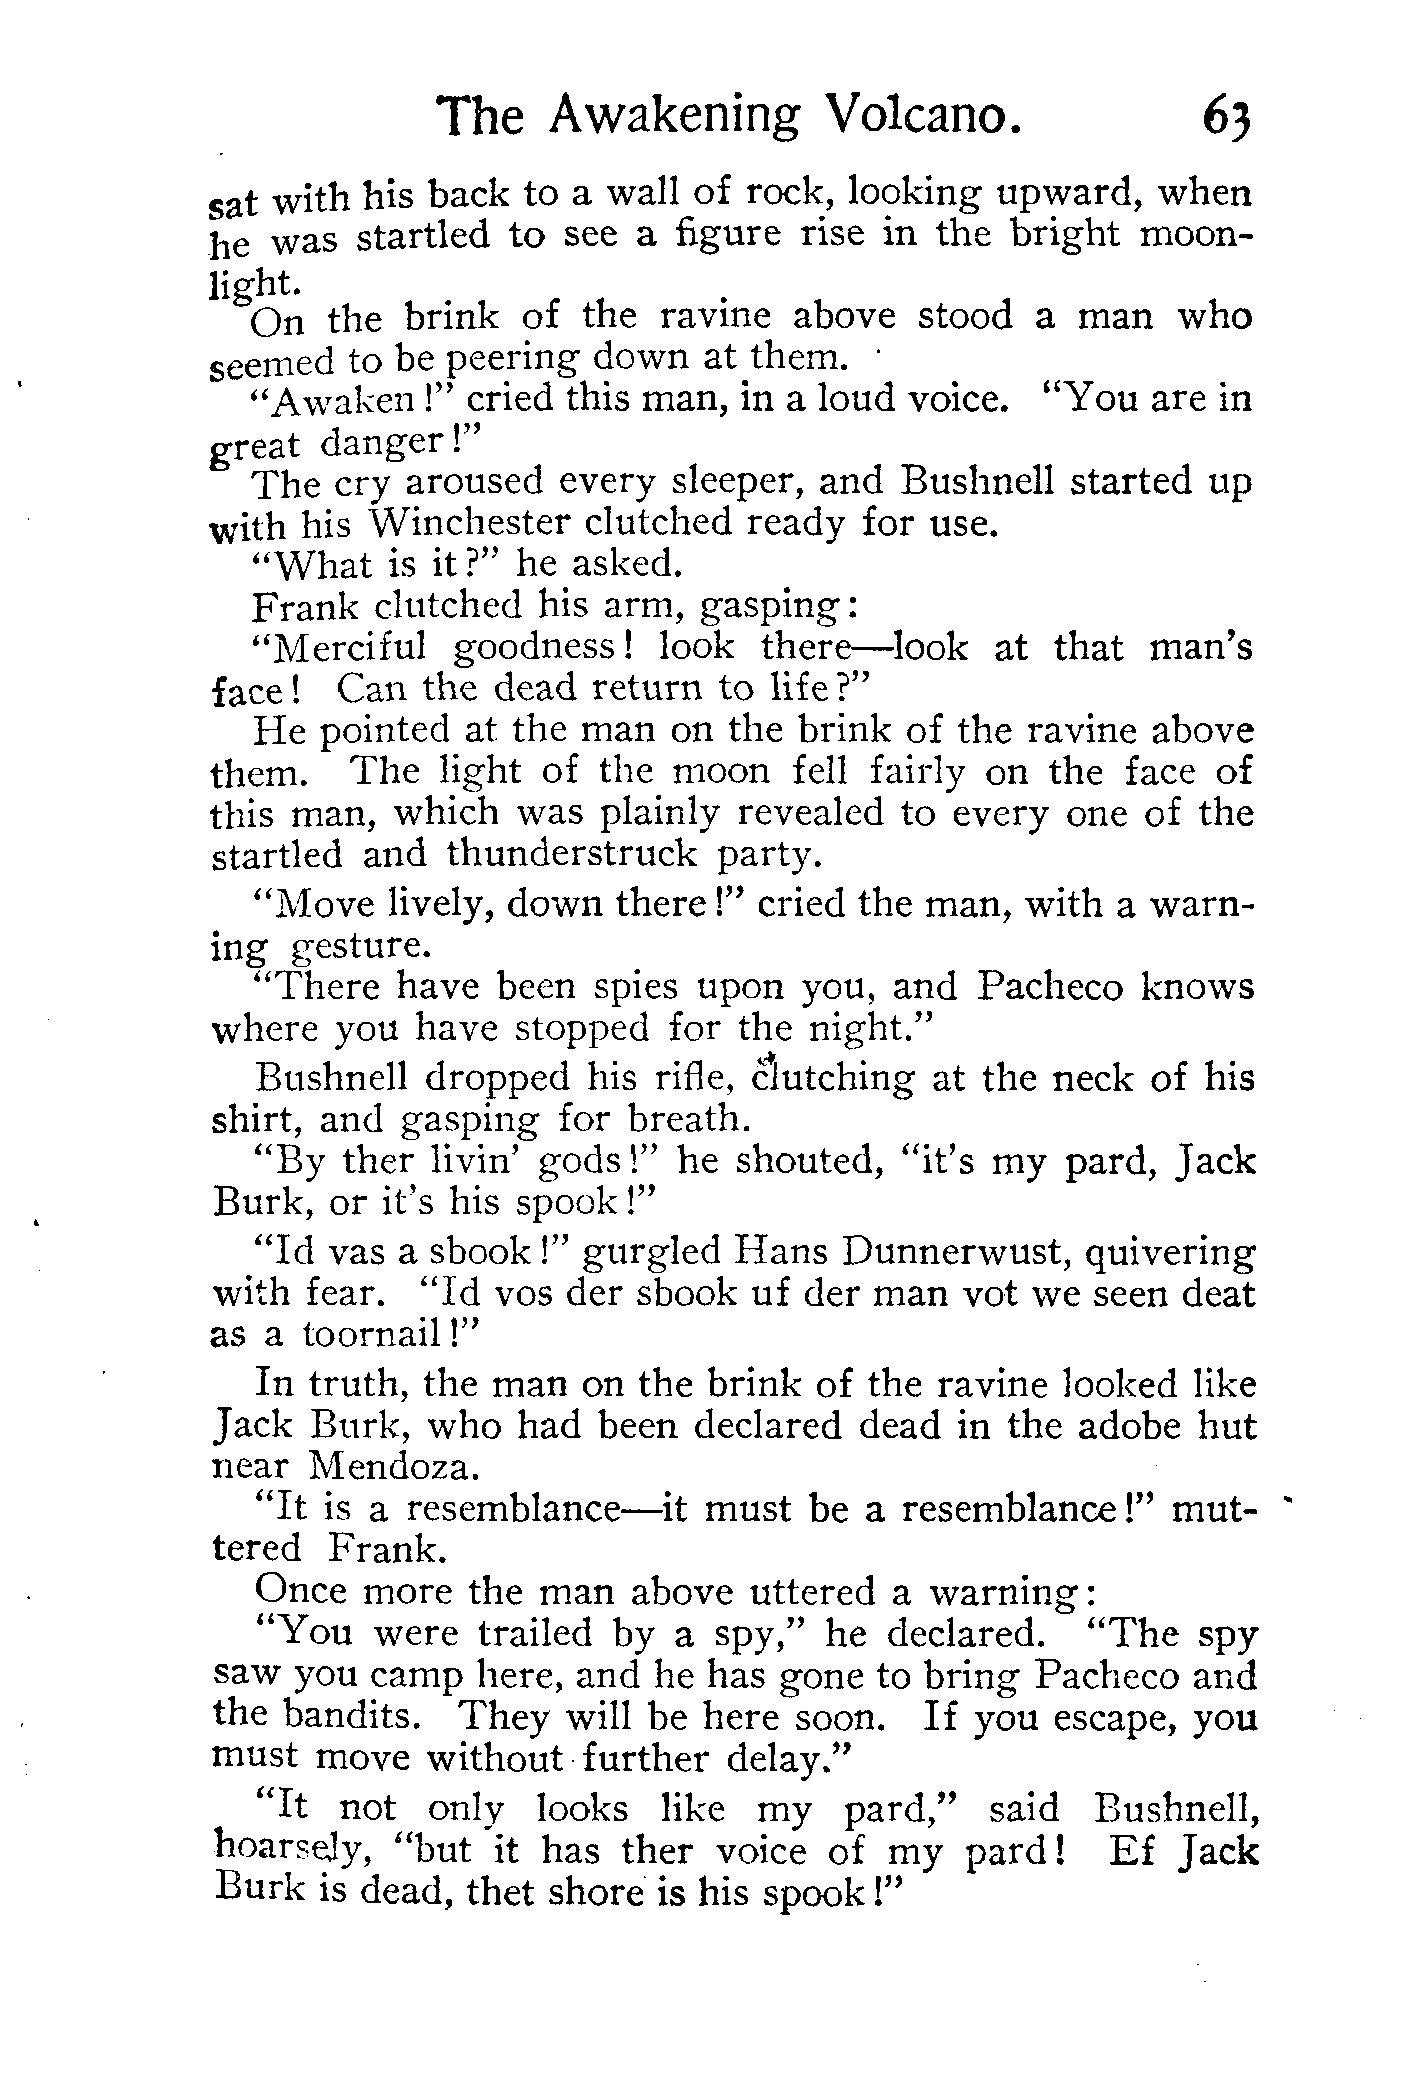 The Awakening Volcano. 63
sat with his back to a wall of rock, looking upward, when
he was startled to see a figure rise in the bright moon-
light.
On the brink of the ravine above stood a man who
seemed to be peering down at them.
“Awaken!” cried this man, in a loud voice. “You are in
great danger!”
The cry aroused every sleeper, and Bushnell started up
with his Winchester clutched ready for use.
“What is it?” he asked.
Frank clutched his arm, gasping:
“Merciful goodness! look there—look at that man’s
face! Can the dead return to life?”
He pointed at the man on the brink of the ravine above
them. The light of the moon fell fairly on the face of
this man, which was plainly revealed to every one of the
startled and thunderstruck party.
“Move lively, down there!” cried the man, with a warn-
ing gesture.
“There have been spies upon you, and Pacheco knows
where you have stopped for the night.”
Bushnell dropped his rifle, clutching at the neck of his
shirt, and gasping for breath.
“By ther livin’ gods!” he shouted, “it’s my pard, Jack
Burk, or it’s his spook!”
“Id vas a sbook!” gurgled Hans Dunnerwust, quivering
with fear. “Id vos der sbook uf der man vot we seen deat
as a toornail!”
In truth, the man on the brink of the ravine looked like
Jack Burk, who had been declared dead in the adobe hut
near Mendoza.
“It is a resemblance—it must be a resemblance!” mut-
tered Frank.
Once more the man above uttered a warning:
“You were trailed by a spy,” he declared. “The spy
saw you camp here, and he has gone to bring Pacheco and
the bandits. They will be here soon. If you escape, you
must move without further delay.”
“It not only looks like my pard,” said Bushnell,
hoarsely, “but it has ther voice of my pard! Ef Jack
Burk is dead, thet shore is his spook!”